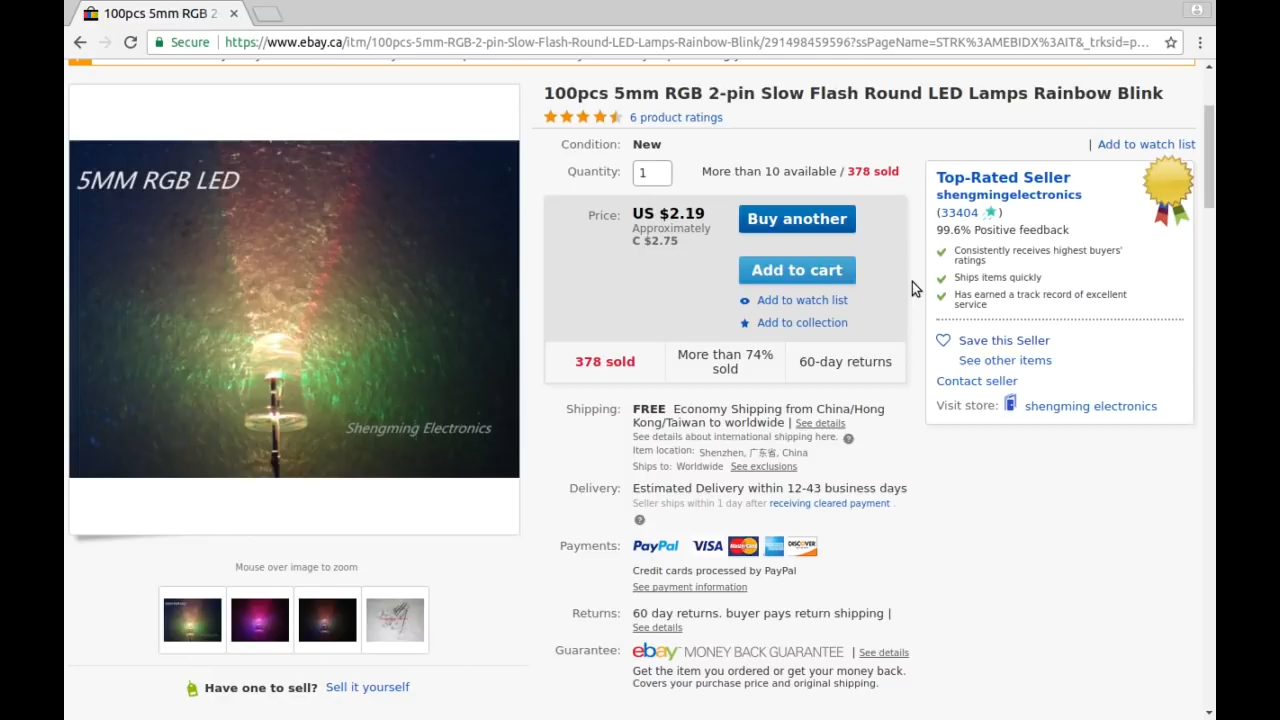 100pcs 5mm RGB 2
Secure
https://www.ebay.ca/itm/100pcs-5mm-RGB-2-pin-Slow-Flash-Round-LED-Lamps-Rainbow-Blink/291498459596?ssPageName=STRK%3AMEBIDX%3AIT&_trksid=p...
100pcs 5mm RGB 2-pin Slow Flash Round LED Lamps Rainbow Blink
6 product ratings
Condition: New
| Add to watch list
Quantity: 1 More than 10 available / 378 sold
Price: US $2.19
Approximately
C $2.75
Buy another
Add to cart
Add to watch list
Add to collection
378 sold
More than 74% sold
60-day returns
Top-Rated Seller
shengmingelectronics
(33404 )
99.6% Positive feedback
Consistently receives highest buyers'
ratings
Ships items quickly
Has earned a track record of excellent
service
Save this Seller
See other items
Contact seller
Visit store: shengming electronics
5MM RGB LED
Shengming Electronics
Shipping: FREE Economy Shipping from China/Hong
Kong/Taiwan to worldwide | See details
See details about international shipping here.
Item location: Shenzhen, 广东省, China
Ships to: Worldwide See exclusions
Delivery: Estimated Delivery within 12-43 business days
Seller ships within 1 day after receiving cleared payment .
Payments: PayPal VISA MasterCard DISCOVER
Credit cards processed by PayPal
See payment information
Returns: 60 day returns. buyer pays return shipping |
See details
Guarantee: ebay MONEY BACK GUARANTEE | See details
Get the item you ordered or get your money back.
Covers your purchase price and original shipping.
Mouse over image to zoom
Have one to sell? Sell it yourself